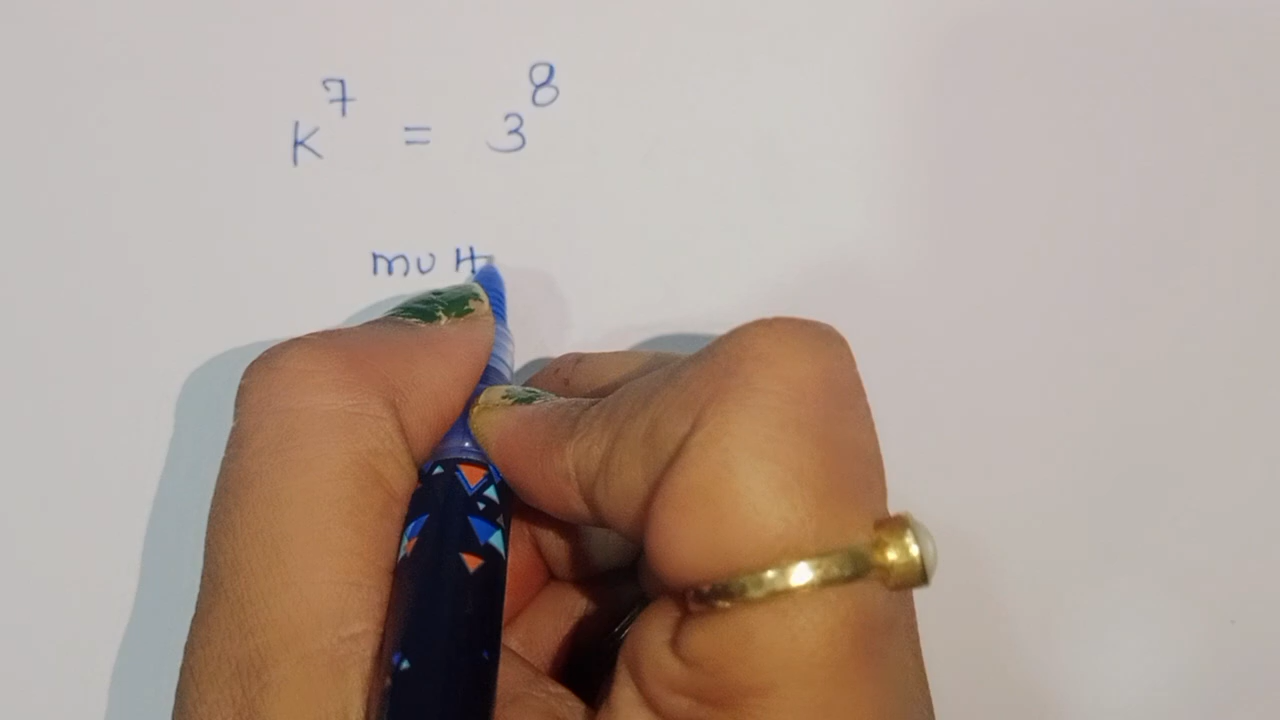 K⁷ = 3⁸
mult